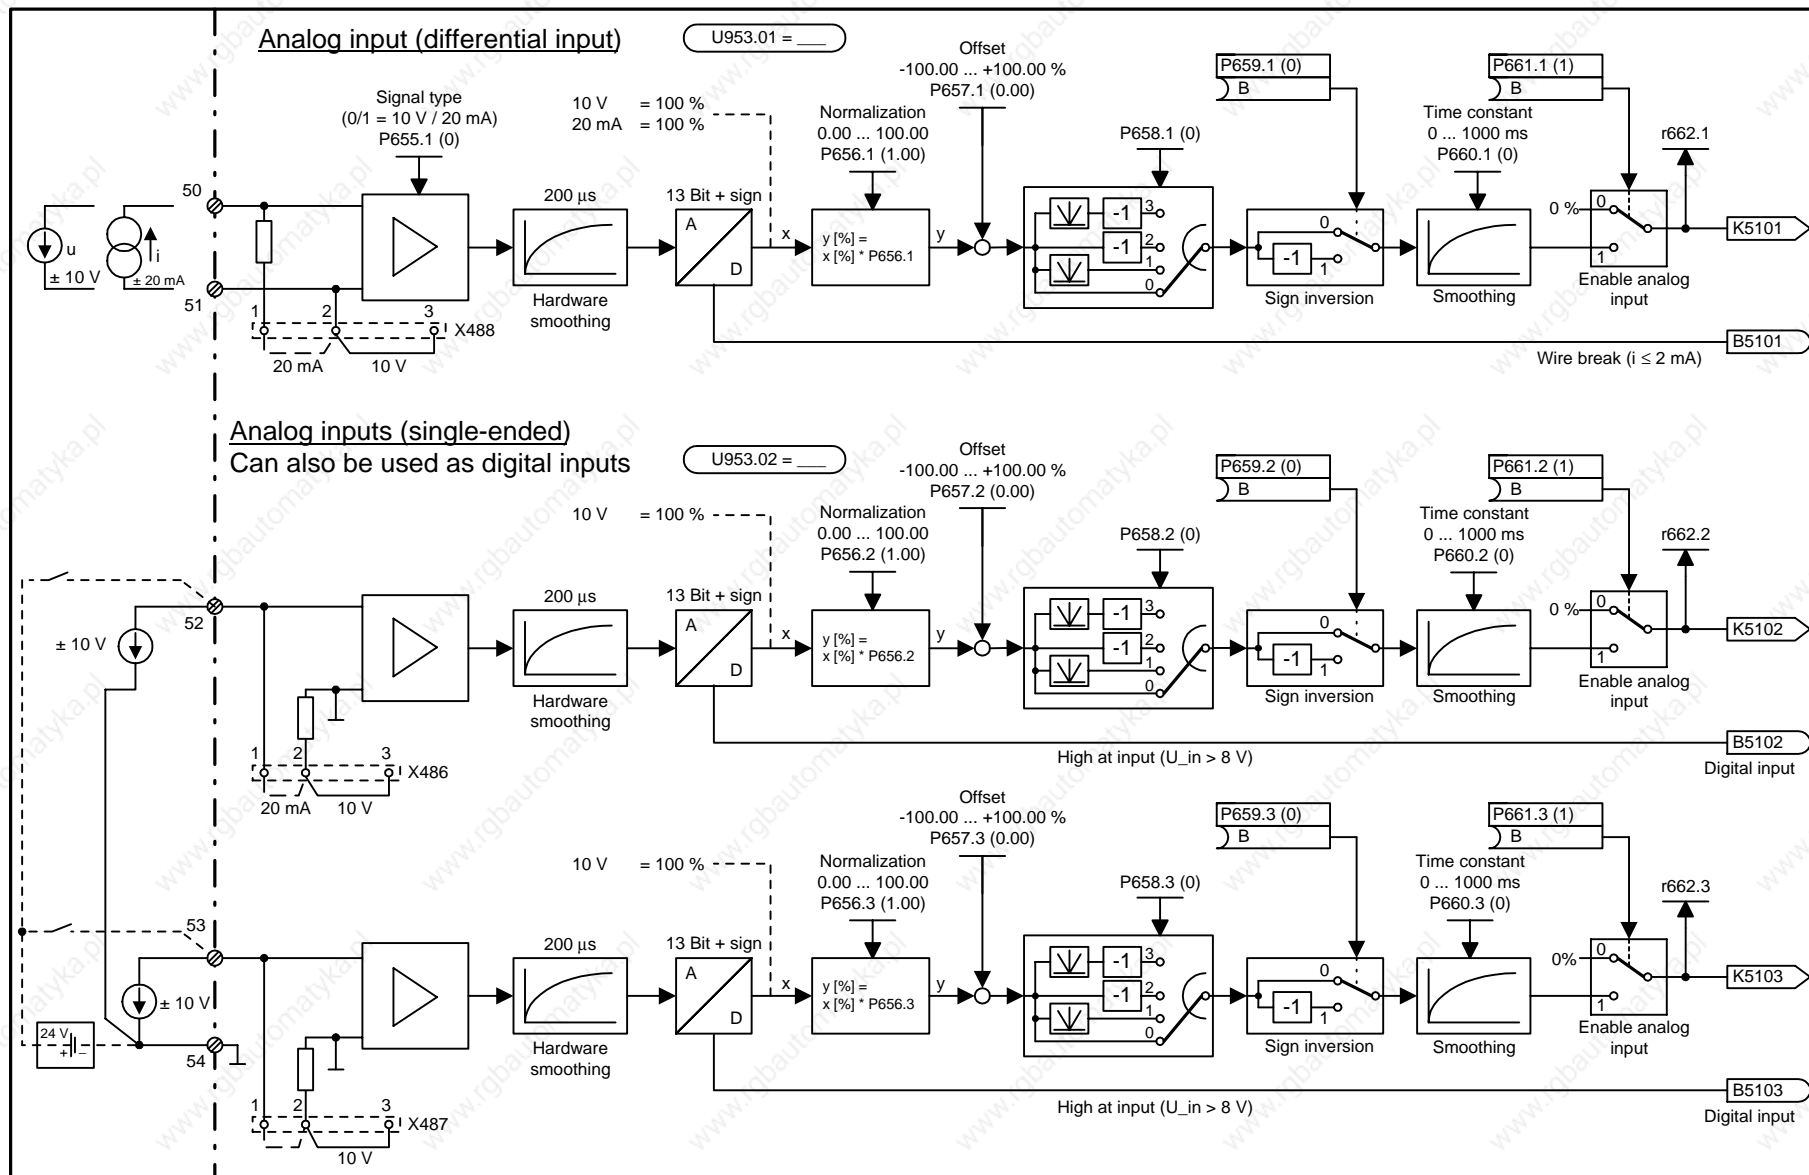 Analog input (differential input)
U953.01 = ___
Signal type
(0/1 = 10 V / 20 mA)
P655.1 (0)
10 V = 100 %
20 mA = 100 %
Normalization
0.00 ... 100.00
P656.1 (1.00)
Offset
-100.00 ... +100.00 %
P657.1 (0.00)
P658.1 (0)
P659.1 (0)
B
P661.1 (1)
B
Time constant
0 ... 1000 ms
P660.1 (0)
r662.1
50
51
u
± 10 V
i
± 20 mA
200 µs
Hardware
smoothing
13 Bit + sign
A
D
x
y [%] =
x [%] * P656.1
y
-1
3
-1
2
1
0
0
-1
1
Sign inversion
Smoothing
0 %
0
1
Enable analog
input
K5101
1
2
3
X488
20 mA
10 V
B5101
Wire break (i ≤ 2 mA)
Analog inputs (single-ended)
Can also be used as digital inputs
U953.02 = ___
10 V = 100 %
Normalization
0.00 ... 100.00
P656.2 (1.00)
Offset
-100.00 ... +100.00 %
P657.2 (0.00)
P658.2 (0)
P659.2 (0)
B
P661.2 (1)
B
Time constant
0 ... 1000 ms
P660.2 (0)
r662.2
52
± 10 V
200 µs
Hardware
smoothing
13 Bit + sign
A
D
x
y [%] =
x [%] * P656.2
y
-1
3
-1
2
1
0
0
-1
1
Sign inversion
Smoothing
0 %
0
1
Enable analog
input
K5102
1
2
3
X486
20 mA
10 V
B5102
High at input (U_in > 8 V)
Digital input
10 V = 100 %
Normalization
0.00 ... 100.00
P656.3 (1.00)
Offset
-100.00 ... +100.00 %
P657.3 (0.00)
P658.3 (0)
P659.3 (0)
B
P661.3 (1)
B
Time constant
0 ... 1000 ms
P660.3 (0)
r662.3
53
± 10 V
24 V
+
–
54
200 µs
Hardware
smoothing
13 Bit + sign
A
D
x
y [%] =
x [%] * P656.3
y
-1
3
-1
2
1
0
0
-1
1
Sign inversion
Smoothing
0%
0
1
Enable analog
input
K5103
1
2
3
X487
10 V
B5103
High at input (U_in > 8 V)
Digital input
www.rgbautomatyka.pl